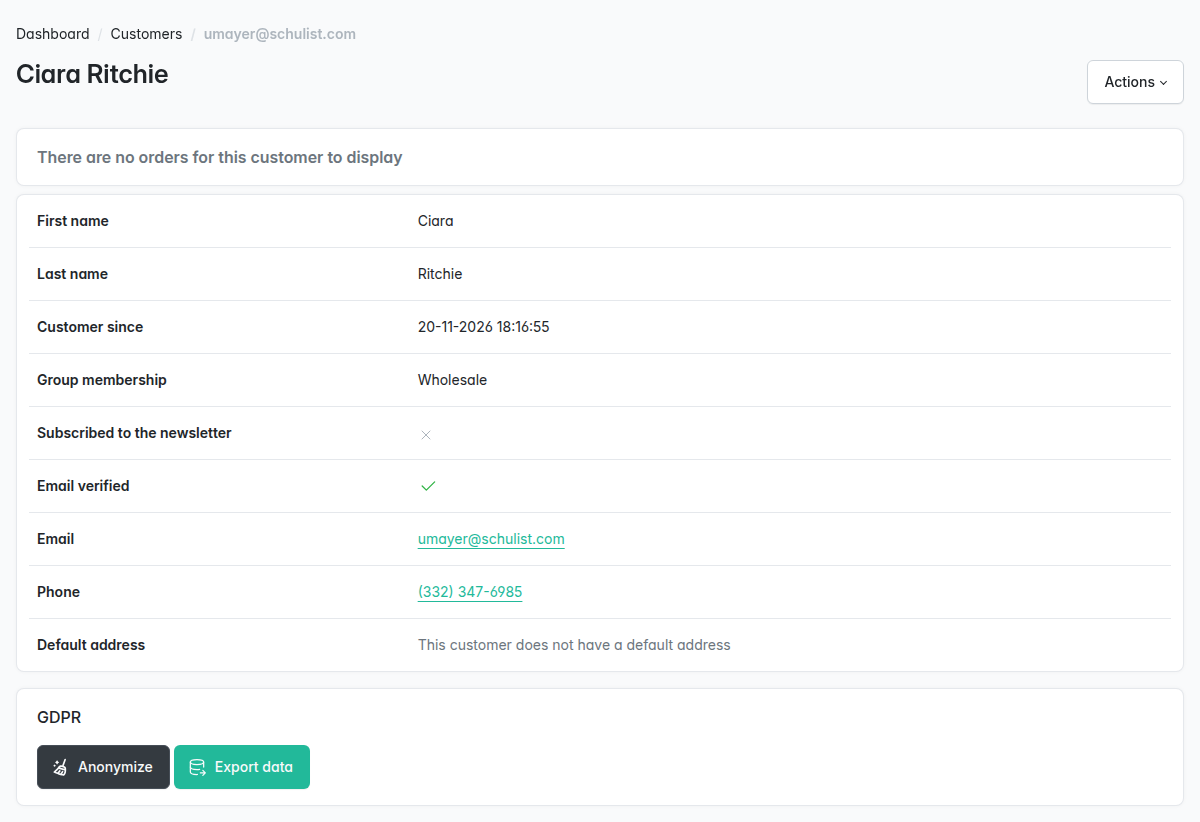 Dashboard / Customers / umayer@schulist.com
Ciara Ritchie
Actions
There are no orders for this customer to display
First name Ciara
Last name Ritchie
Customer since 20-11-2026 18:16:55
Group membership Wholesale
Subscribed to the newsletter
Email verified
Email umayer@schulist.com
Phone (332) 347-6985
Default address This customer does not have a default address
GDPR
Anonymize Export data